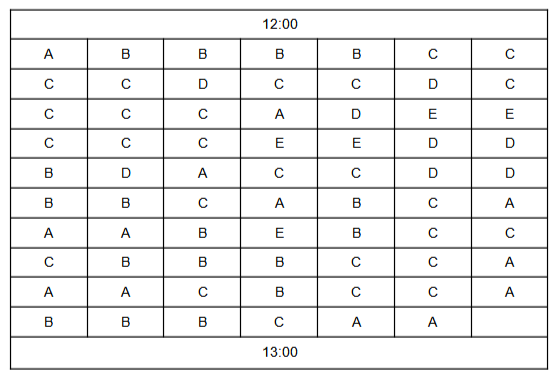 12:00
A B B B B C C
C C D C C D C
C C C A D E E
C C C E E D D
B D A C C D D
B B C A B C A
A A B E B C C
C B B B C C A
A A C B C C A
B B B C A A
13:00